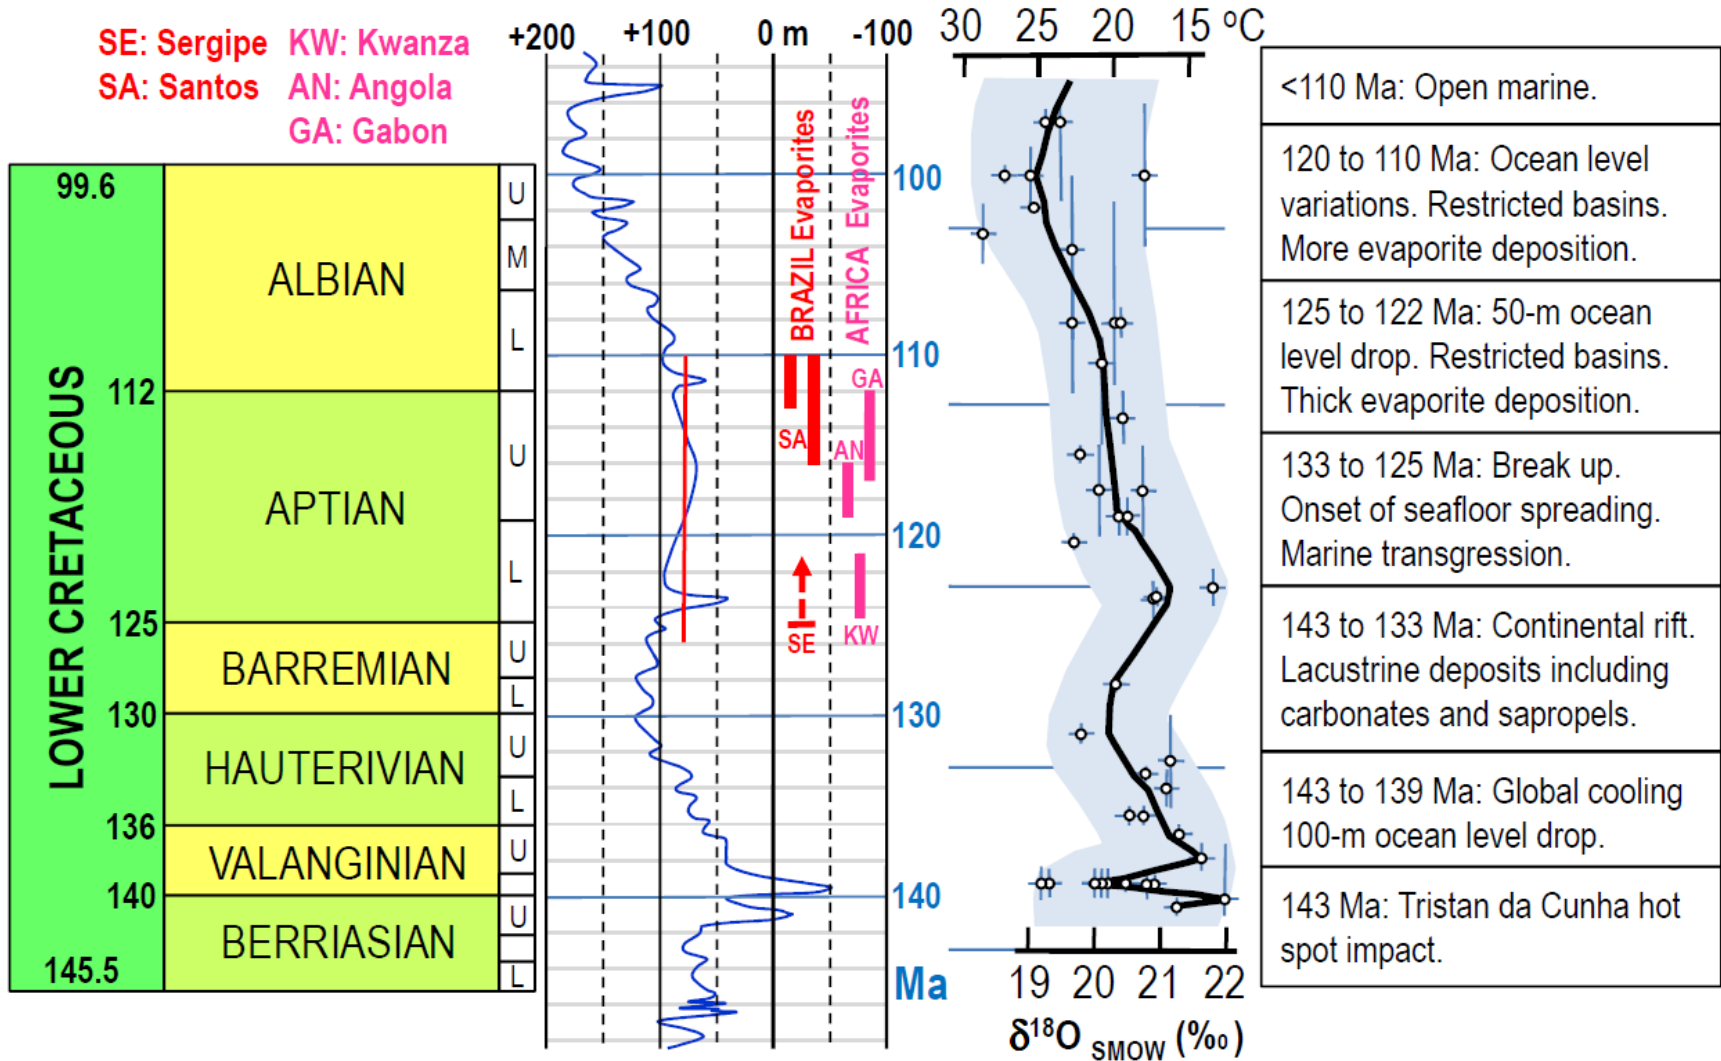 SE: Sergipe KW: Kwanza
SA: Santos AN: Angola
GA: Gabon
+200 +100 0 m -100
30 25 20 15 ºC
LOWER CRETACEOUS
99.6
112
125
130
136
140
145.5
ALBIAN
APTIAN
BARREMIAN
HAUTERIVIAN
VALANGINIAN
BERRIASIAN
U
M
L
U
L
U
L
U
L
U
U
L
BRAZIL Evaporites
AFRICA Evaporites
SA
GA
AN
SE
KW
100
110
120
130
140
Ma
19 20 21 22
δ¹⁸O SMOW (‰)
<110 Ma: Open marine.
120 to 110 Ma: Ocean level
variations. Restricted basins.
More evaporite deposition.
125 to 122 Ma: 50-m ocean
level drop. Restricted basins.
Thick evaporite deposition.
133 to 125 Ma: Break up.
Onset of seafloor spreading.
Marine transgression.
143 to 133 Ma: Continental rift.
Lacustrine deposits including
carbonates and sapropels.
143 to 139 Ma: Global cooling
100-m ocean level drop.
143 Ma: Tristan da Cunha hot
spot impact.